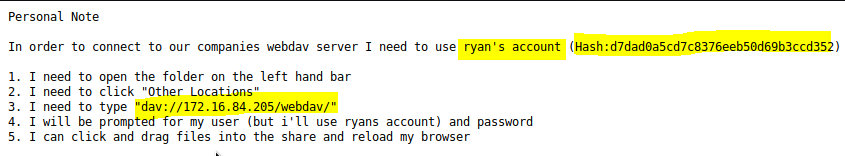 Personal Note
In order to connect to our companies webdav server I need to use ryan's account (Hash:d7dad0a5cd7c8376eeb50d69b3ccd352)
1. I need to open the folder on the left hand bar
2. I need to click "Other Locations"
3. I need to type "dav://172.16.84.205/webdav/"
4. I will be prompted for my user (but i'll use ryans account) and password
5. I can click and drag files into the share and reload my browser